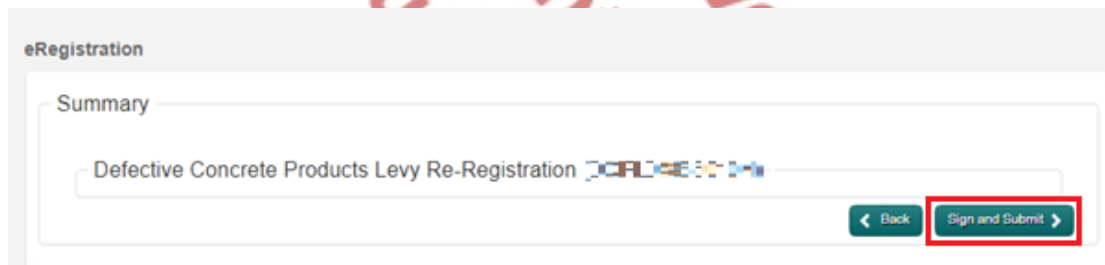 eRegistration
Summary
Defective Concrete Products Levy Re-Registration
Back
Sign and Submit